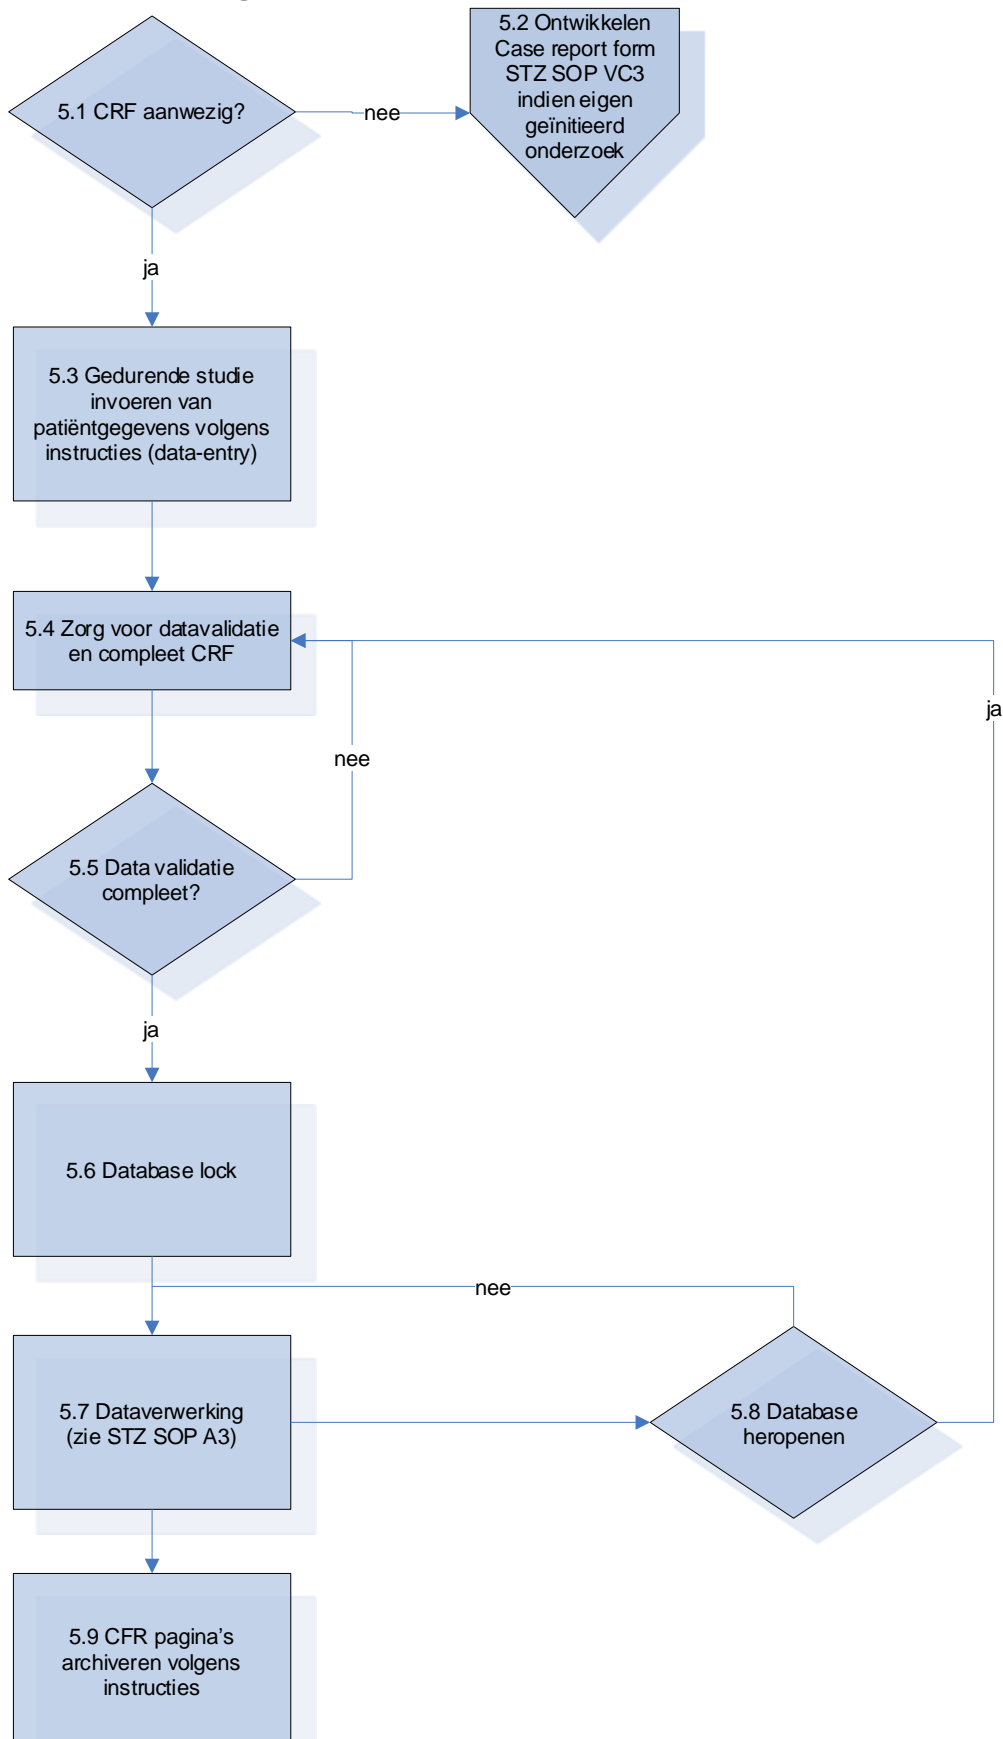 5.1 CRF aanwezig?
nee
5.2 Ontwikkelen
Case report form
STZ SOP VC3
indien eigen
geïnitieerd
onderzoek
ja
5.3 Gedurende studie
invoeren van
patiëntgegevens volgens
instructies (data-entry)
5.4 Zorg voor datavalidatie
en compleet CRF
ja
nee
5.5 Data validatie
compleet?
ja
5.6 Database lock
nee
5.7 Dataverwerking
(zie STZ SOP A3)
5.8 Database
heropenen
5.9 CFR pagina's
archiveren volgens
instructies